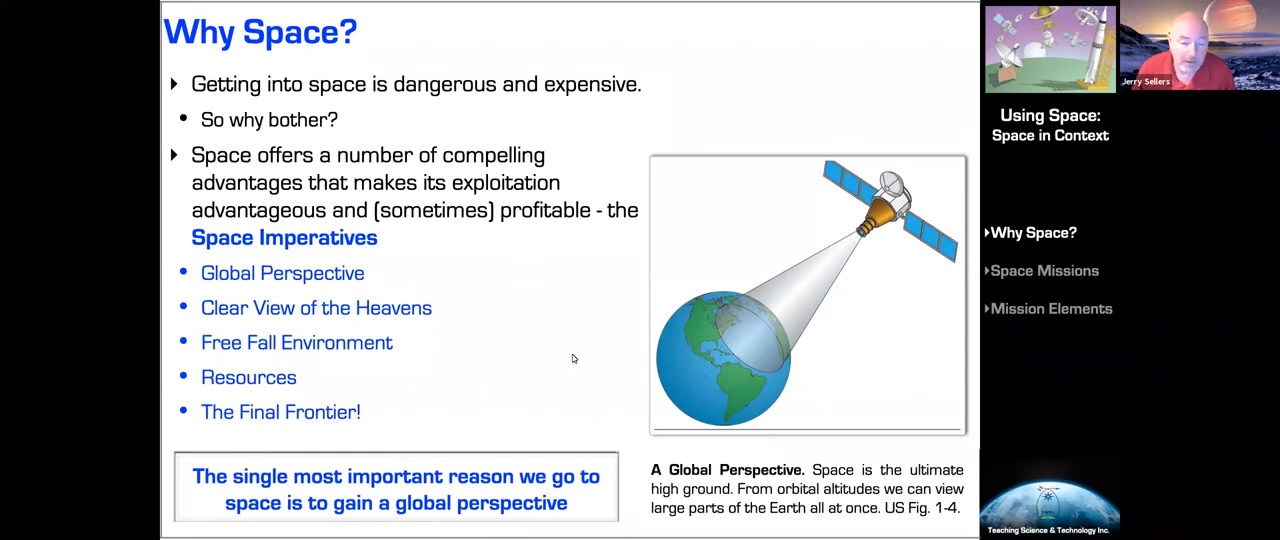 Why Space?
Getting into space is dangerous and expensive.
So why bother?
Space offers a number of compelling
advantages that makes its exploitation
advantageous and (sometimes) profitable - the
Space Imperatives
Global Perspective
Clear View of the Heavens
Free Fall Environment
Resources
The Final Frontier!
The single most important reason we go to
space is to gain a global perspective
A Global Perspective. Space is the ultimate
high ground. From orbital altitudes we can view
large parts of the Earth all at once. US Fig. 1-4.
Jerry Sellers
Using Space:
Space in Context
Why Space?
Space Missions
Mission Elements
Teaching Science & Technology Inc.